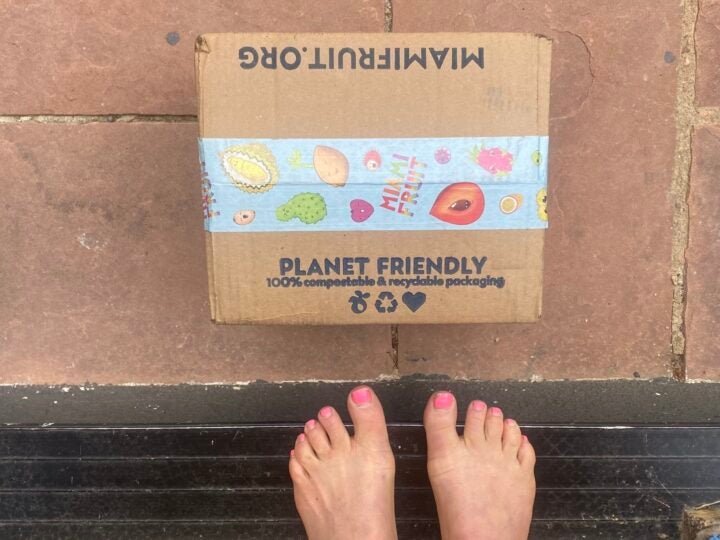 MIAMIFRUIT.ORG
MIAMI
FRUIT
PLANET FRIENDLY
100% compostable & recyclable packaging